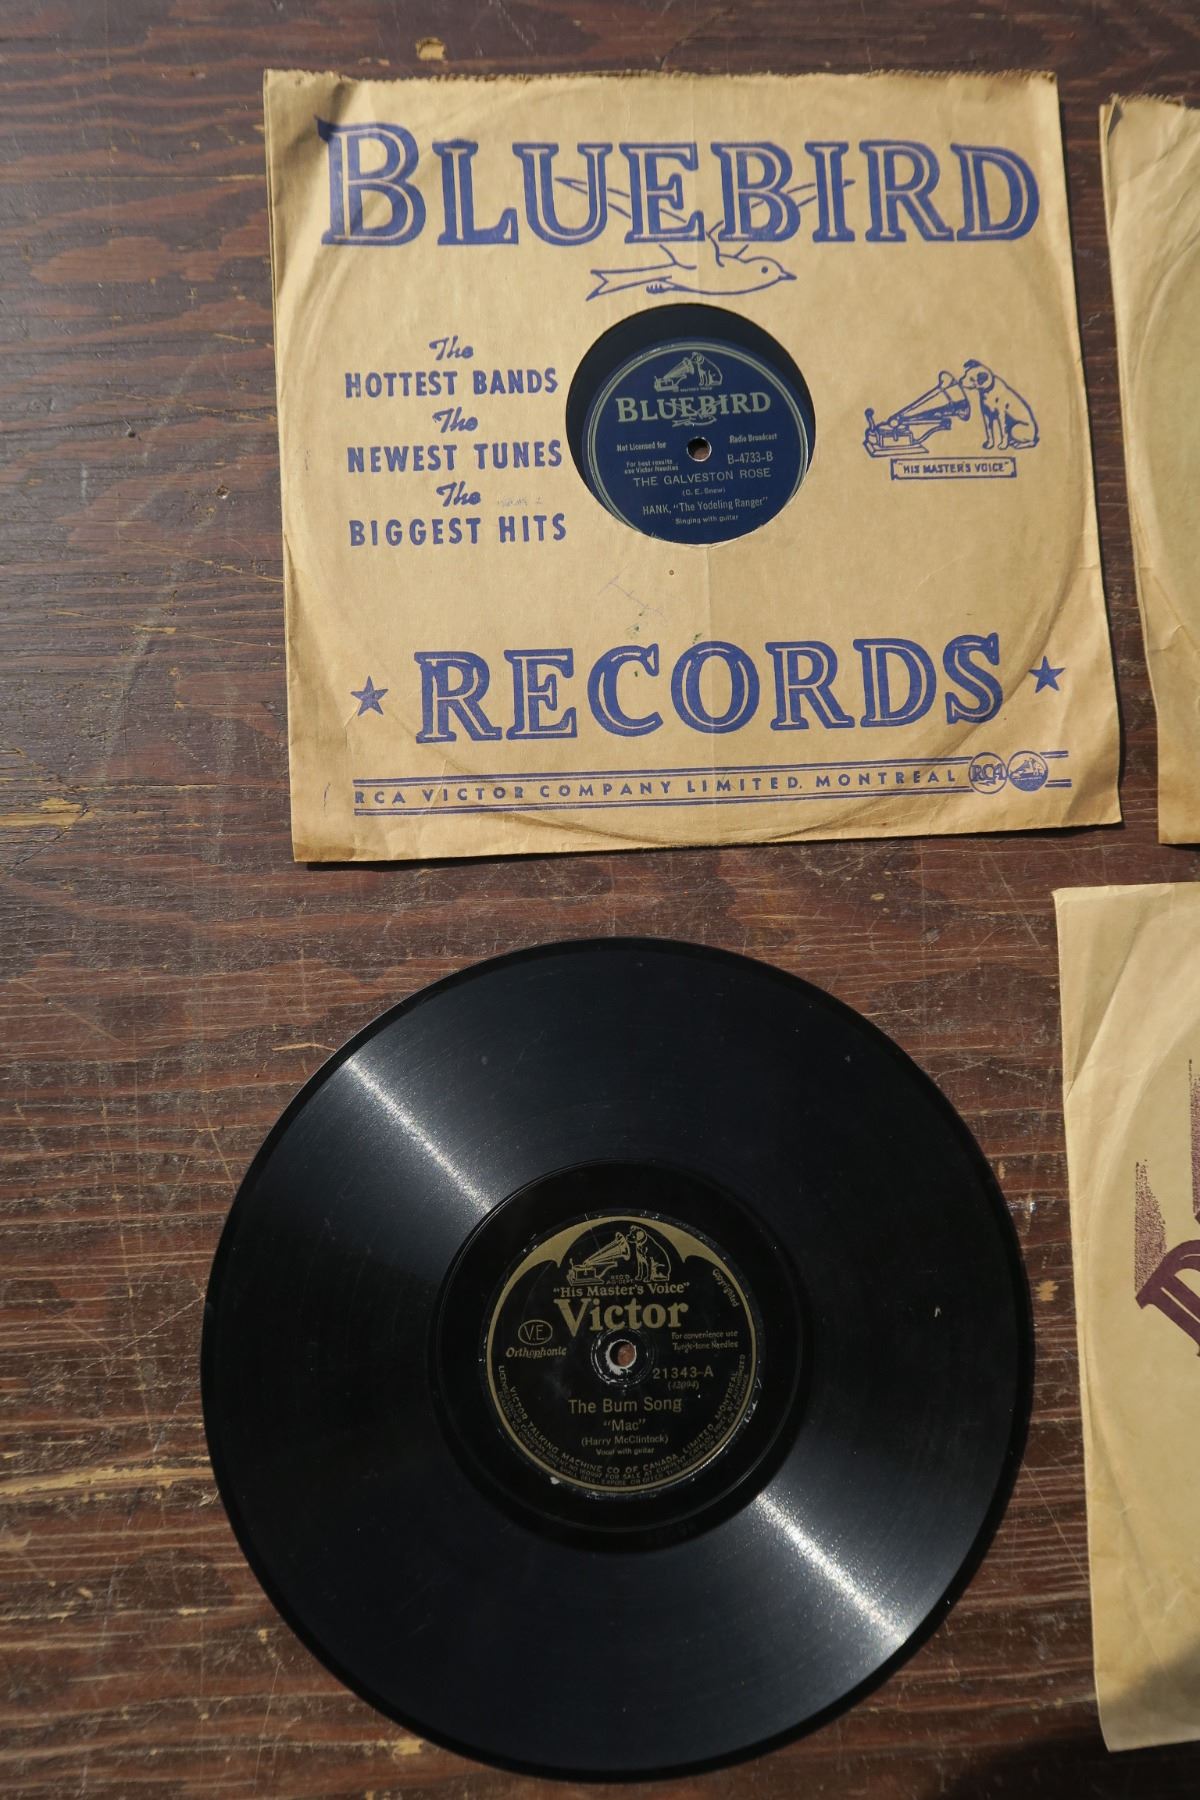 BLUEBIRD
The
HOTTEST BANDS
The
NEWEST TUNES
The
BIGGEST HITS
"HIS MASTER'S VOICE"
BLUEBIRD
Not Licensed for Radio Broadcast
For best results
use Victor Needles
B-4733-B
THE GALVESTON ROSE
(C. E. Snow)
HANK, "The Yodeling Ranger"
Singing with guitar
RECORDS
RCA VICTOR COMPANY LIMITED, MONTREAL
RCA
"His Master's Voice"
Victor
Copyrighted
VE
Orthophonic
For convenience use
Tungs-tone Needles
21343-A
(42094)
The Bum Song
"Mac"
(Harry McClintock)
Vocal with guitar
VICTOR TALKING MACHINE CO OF CANADA, LIMITED, MONTREAL